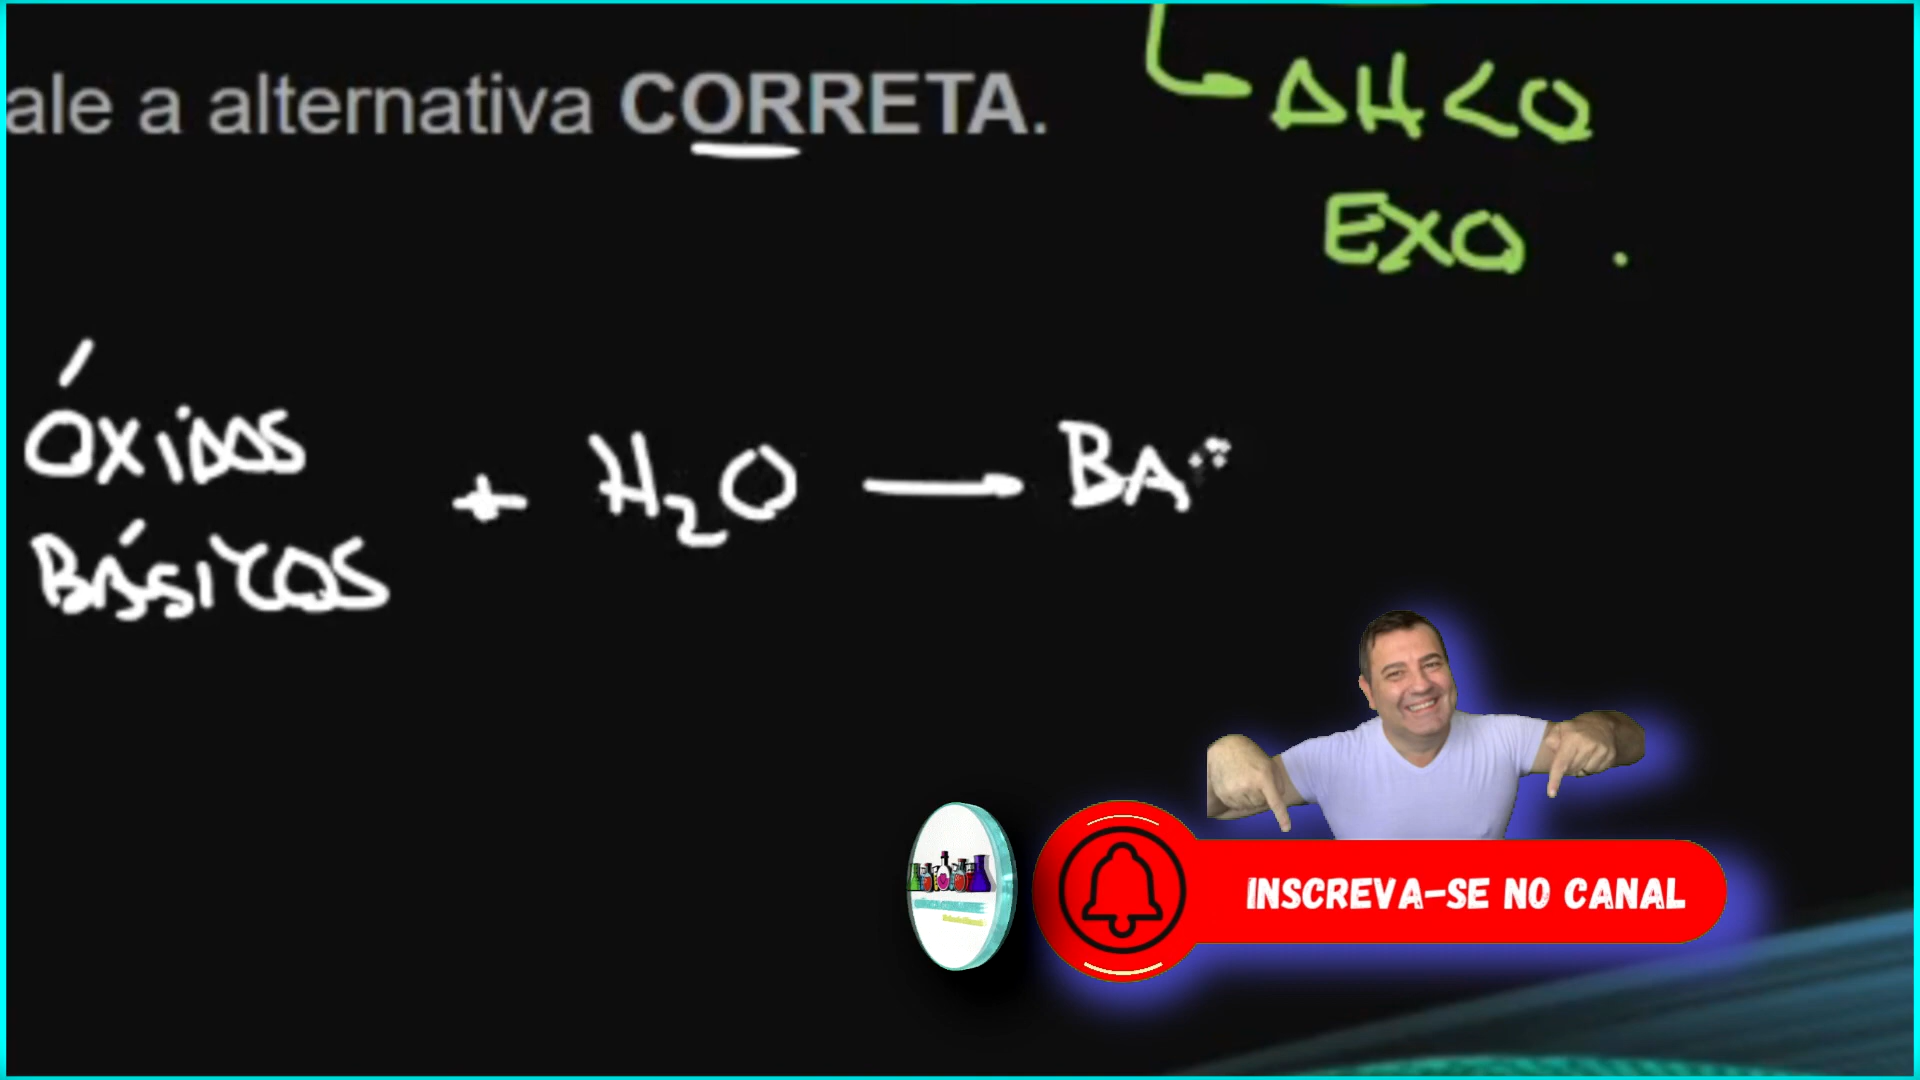 ale a alternativa CORRETA.
ΔH<0
EXO .
ÓXIDOS
BÁSICOS
+ H₂O → BA
INSCREVA-SE NO CANAL